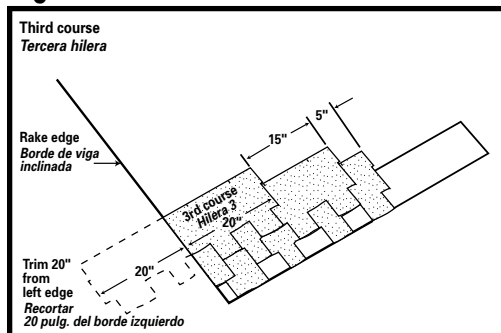 Third course
Tercera hilera
5"
15"
Rake edge
Borde de viga
inclinada
3rd course
Hilera 3
20"
20"
Trim 20"
from
left edge
Recortar
20 pulg. del borde izquierdo